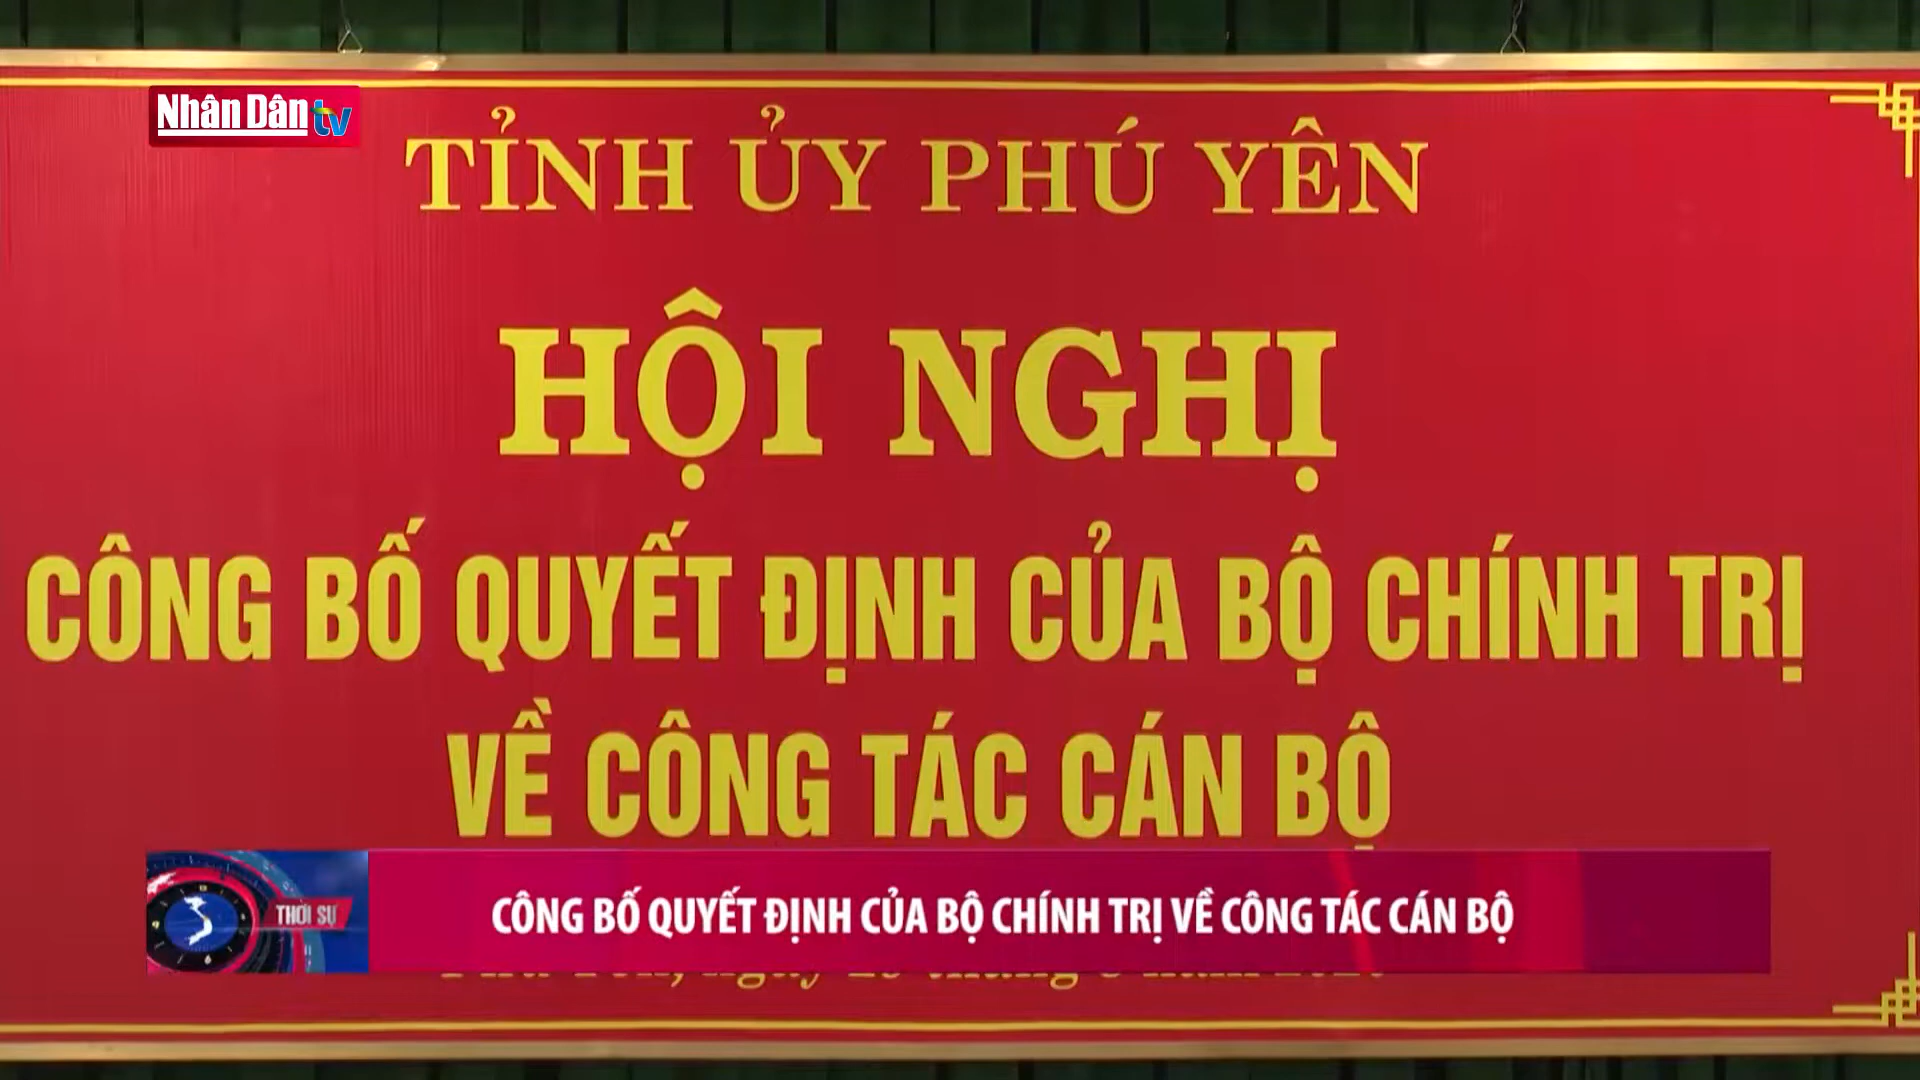 Nhân Dân tv
TỈNH ỦY PHÚ YÊN
HỘI NGHỊ
CÔNG BỐ QUYẾT ĐỊNH CỦA BỘ CHÍNH TRỊ
VỀ CÔNG TÁC CÁN BỘ
THỜI SỰ
CÔNG BỐ QUYẾT ĐỊNH CỦA BỘ CHÍNH TRỊ VỀ CÔNG TÁC CÁN BỘ